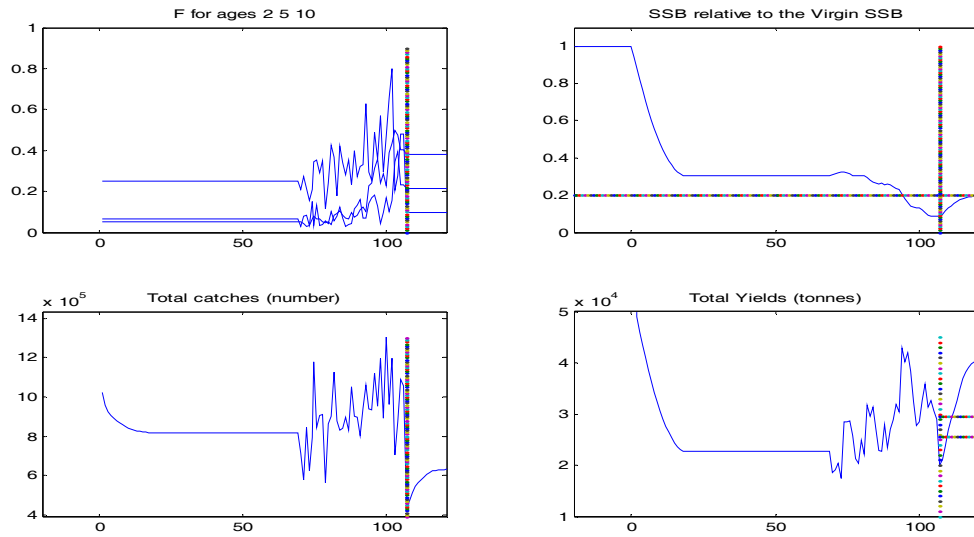 F for ages 2 5 10
1
0.8
0.6
0.4
0.2
0
0 50 100
SSB relative to the Virgin SSB
1
0.8
0.6
0.4
0.2
0
0 50 100
Total catches (number)
x 10^5
14
12
10
8
6
4
0 50 100
Total Yields (tonnes)
x 10^4
5
4
3
2
1
0 50 100